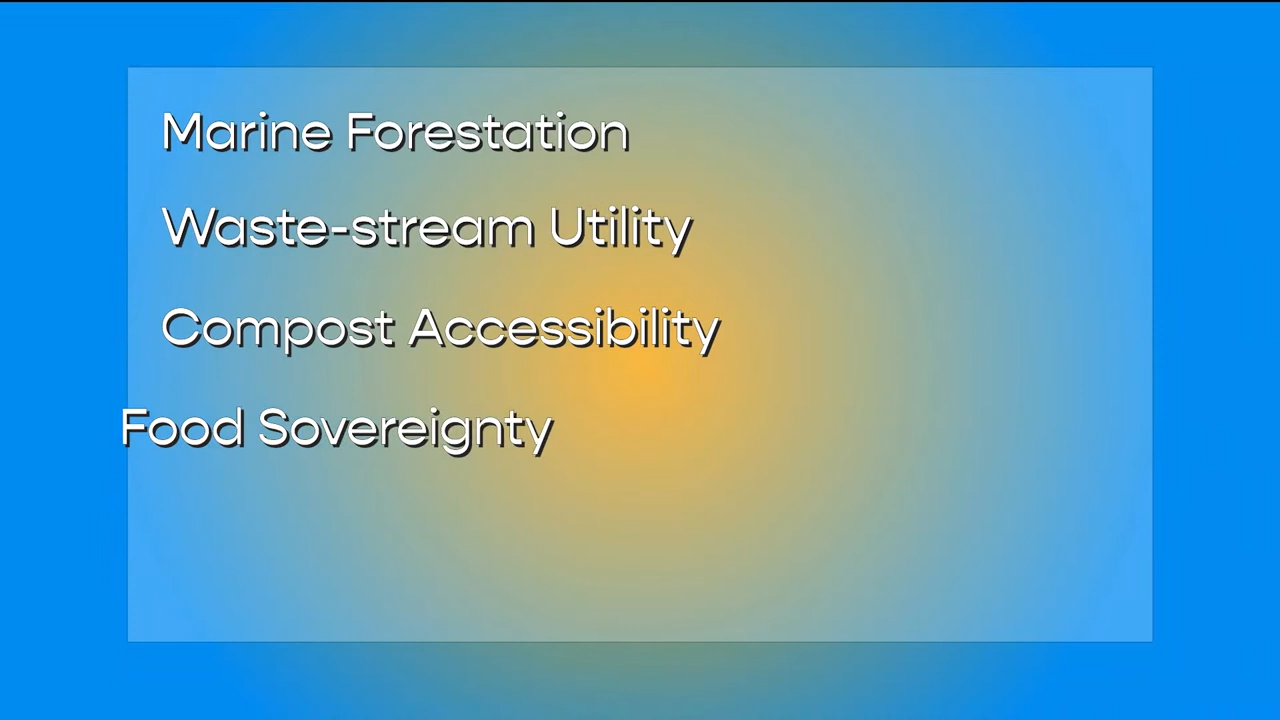 Marine Forestation
Waste-stream Utility
Compost Accessibility
Food Sovereignty